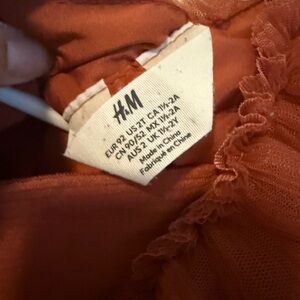 H&M
EUR 92 US 2T CA 1½-2A
CN 90/52 MX 1½-2A
AUS 2 UK 1½-2Y
Made in China
Fabriqué en Chine